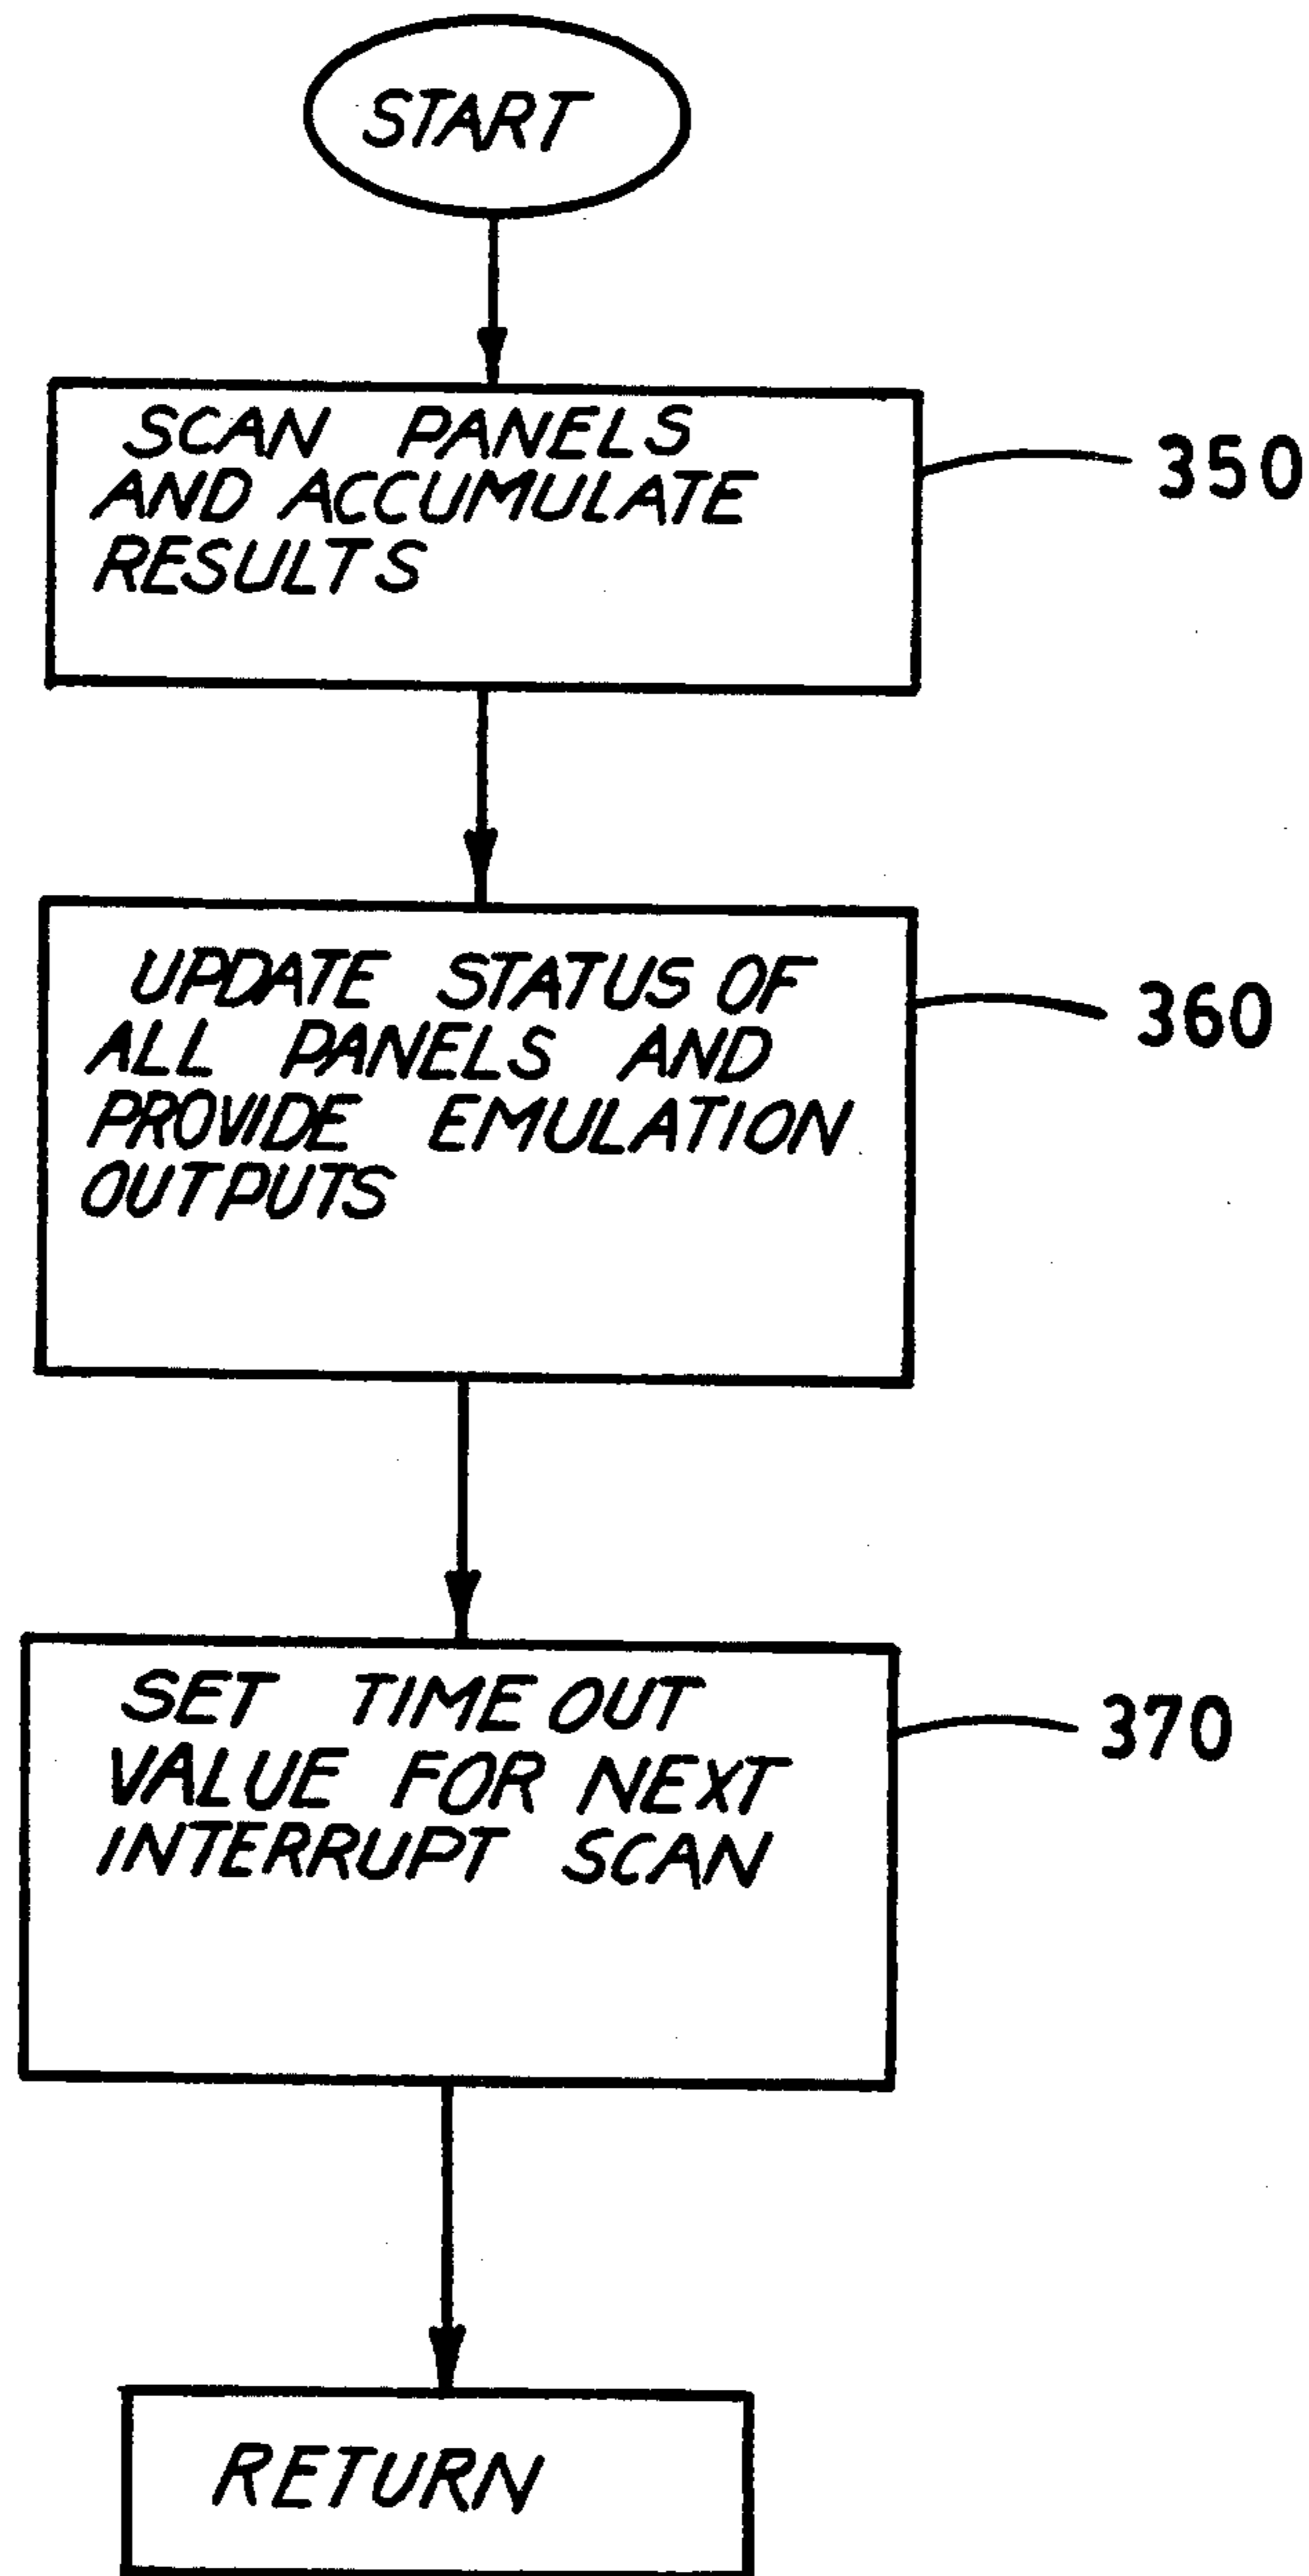 START
SCAN PANELS
AND ACCUMULATE
RESULTS
350
UPDATE STATUS OF
ALL PANELS AND
PROVIDE EMULATION
OUTPUTS
360
SET TIME OUT
VALUE FOR NEXT
INTERRUPT SCAN
370
RETURN